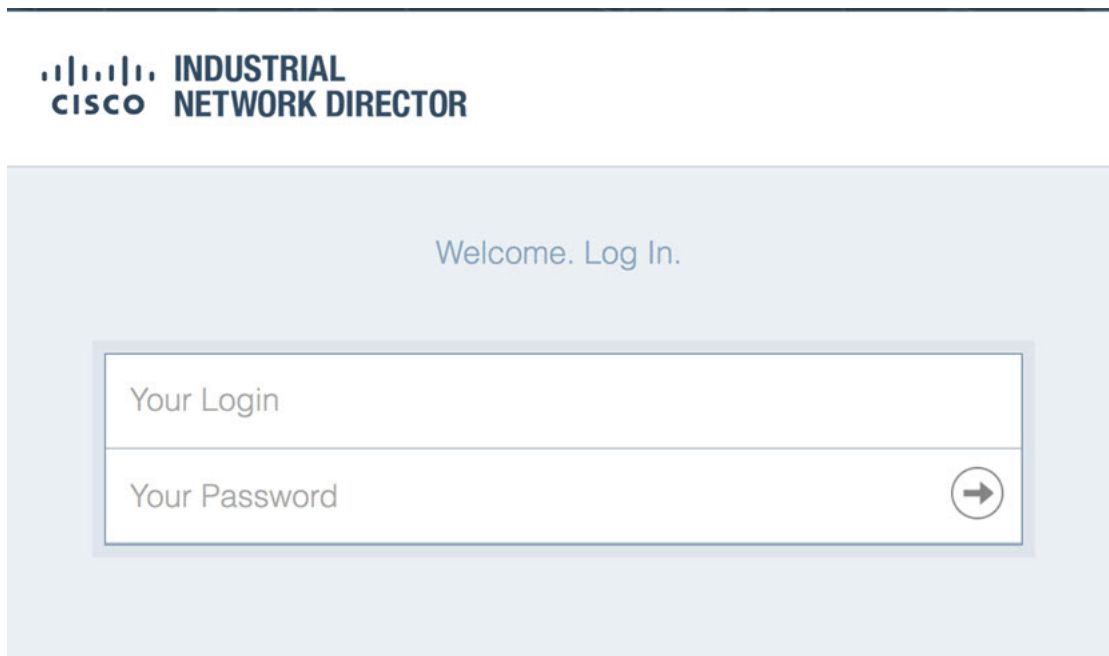 INDUSTRIAL
CISCO NETWORK DIRECTOR
Welcome. Log In.
Your Login
Your Password